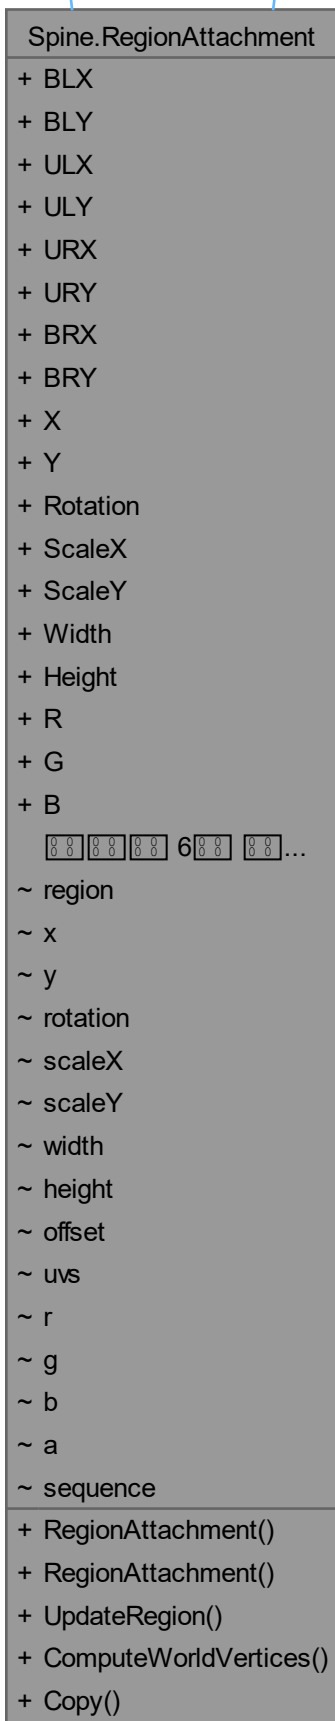 Spine.RegionAttachment
+ BLX
+ BLY
+ ULX
+ ULY
+ URX
+ URY
+ BRX
+ BRY
+ X
+ Y
+ Rotation
+ ScaleX
+ ScaleY
+ Width
+ Height
+ R
+ G
+ B
6 ...
~ region
~ x
~ y
~ rotation
~ scaleX
~ scaleY
~ width
~ height
~ offset
~ uvs
~ r
~ g
~ b
~ a
~ sequence
+ RegionAttachment()
+ RegionAttachment()
+ UpdateRegion()
+ ComputeWorldVertices()
+ Copy()